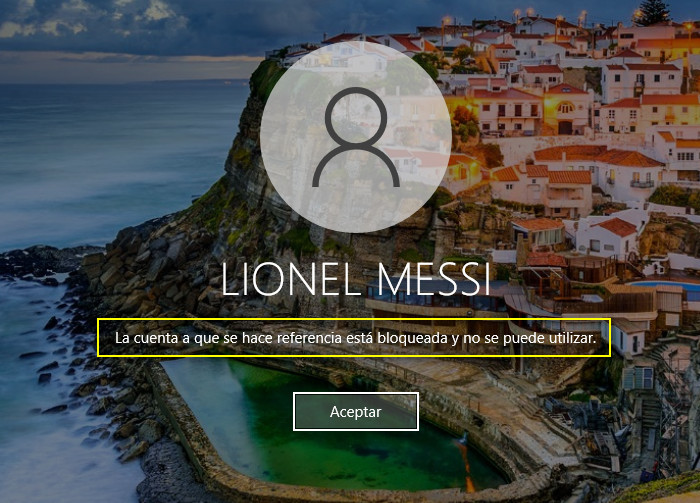 LIONEL MESSI
La cuenta a que se hace referencia está bloqueada y no se puede utilizar.
Aceptar